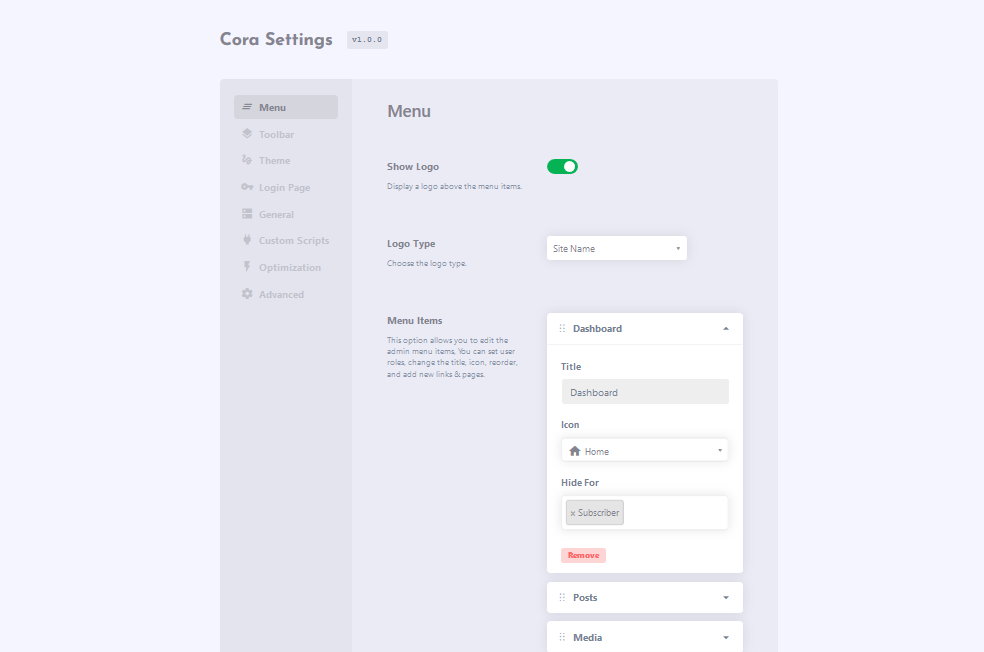 Cora Settings
v1.0.0
Menu
Toolbar
Theme
Login Page
General
Custom Scripts
Optimization
Advanced
Menu
Show Logo
Display a logo above the menu items.
Logo Type
Choose the logo type.
Site Name
Menu Items
This option allows you to edit the
admin menu items. You can set user
roles, change the title, icon, reorder,
and add new links & pages.
Dashboard
Title
Dashboard
Icon
Home
Hide For
x Subscriber
Remove
Posts
Media